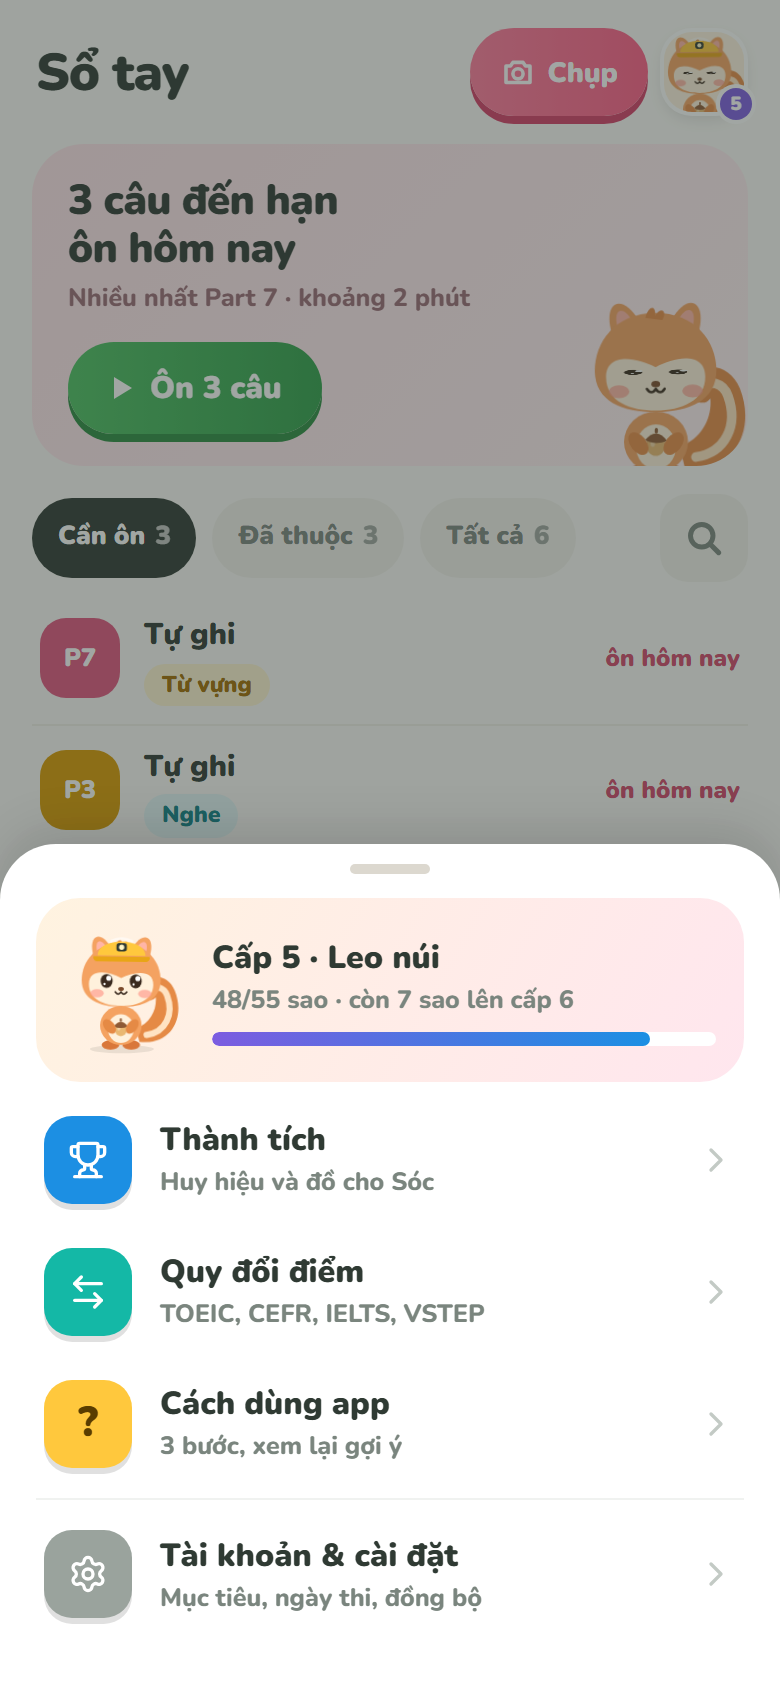 Sổ tay
Chụp
5
3 câu đến hạn
ôn hôm nay
Nhiều nhất Part 7 · khoảng 2 phút
Ôn 3 câu
Cần ôn 3
Đã thuộc 3
Tất cả 6
P7
Tự ghi
Từ vựng
ôn hôm nay
P3
Tự ghi
Nghe
ôn hôm nay
Cấp 5 · Leo núi
48/55 sao · còn 7 sao lên cấp 6
Thành tích
Huy hiệu và đồ cho Sóc
Quy đổi điểm
TOEIC, CEFR, IELTS, VSTEP
?
Cách dùng app
3 bước, xem lại gợi ý
Tài khoản & cài đặt
Mục tiêu, ngày thi, đồng bộ